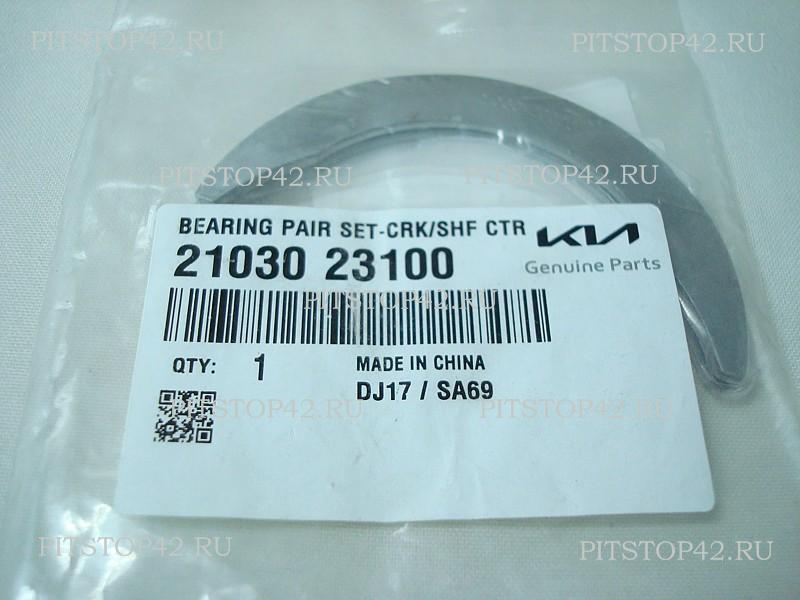 PITSTOP42.RU PITSTOP42.RU
PITSTOP42.RU PITSTOP42.RU
BEARING PAIR SET-CRK/SHF CTR KIA
21030 23100 Genuine Parts
PITSTOP42.RU
QTY: 1 MADE IN CHINA
DJ17 / SA69
PITSTOP42.RU PITSTOP42.RU
PITSTOP42.RU PITSTOP42.RU